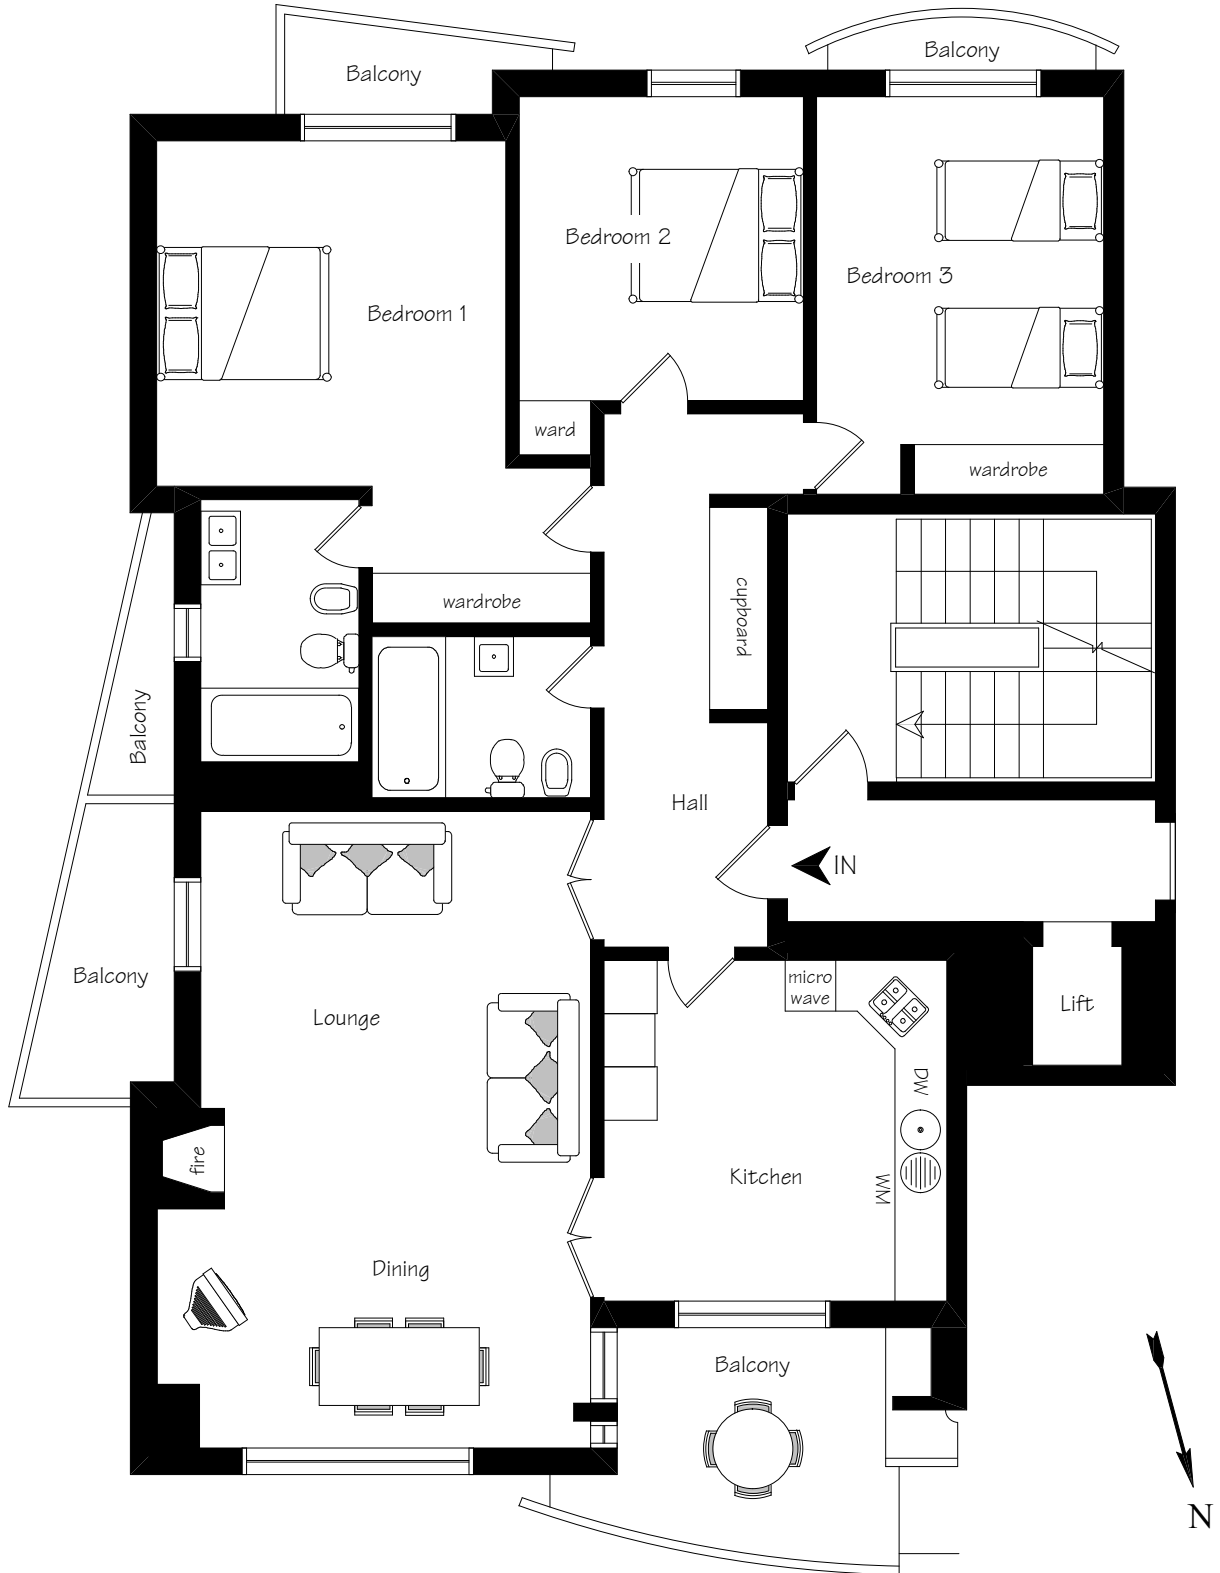 Balcony
Balcony
Bedroom 2
Bedroom 3
Bedroom 1
ward
wardrobe
wardrobe
cupboard
Balcony
Hall
IN
Balcony
micro
wave
Lounge
Lift
DW
fire
Kitchen
WM
Dining
Balcony
N